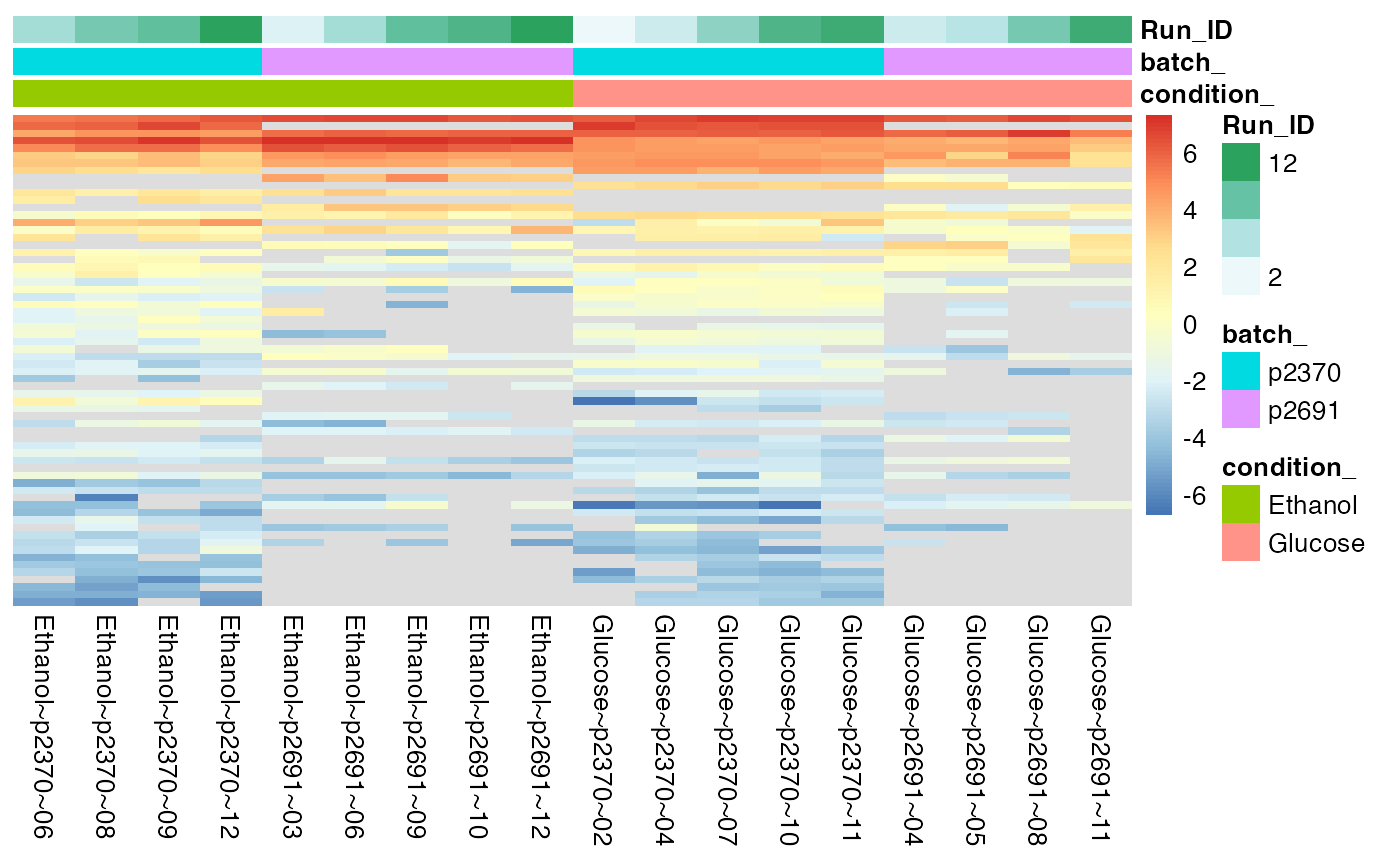 Run_ID
batch_
condition_
6
4
2
0
-2
-4
-6
Run_ID
12
2
batch_
p2370
p2691
condition_
Ethanol
Glucose
Ethanol~p2370~06
Ethanol~p2370~08
Ethanol~p2370~09
Ethanol~p2370~12
Ethanol~p2691~03
Ethanol~p2691~06
Ethanol~p2691~09
Ethanol~p2691~10
Ethanol~p2691~12
Glucose~p2370~02
Glucose~p2370~04
Glucose~p2370~07
Glucose~p2370~10
Glucose~p2370~11
Glucose~p2691~04
Glucose~p2691~05
Glucose~p2691~08
Glucose~p2691~11